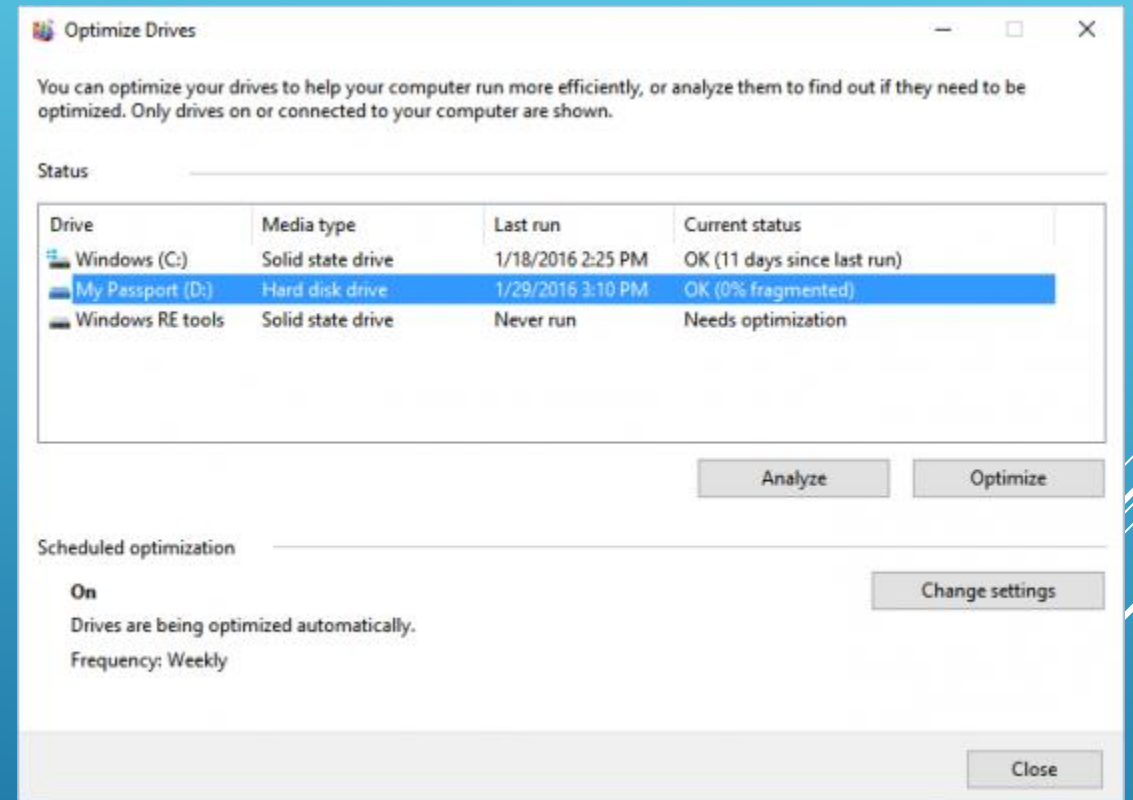 Optimize Drives
You can optimize your drives to help your computer run more efficiently, or analyze them to find out if they need to be
optimized. Only drives on or connected to your computer are shown.
Status
Drive Media type Last run Current status
Windows (C:) Solid state drive 1/18/2016 2:25 PM OK (11 days since last run)
My Passport (D:) Hard disk drive 1/29/2016 3:10 PM OK (0% fragmented)
Windows RE tools Solid state drive Never run Needs optimization
Analyze Optimize
Scheduled optimization
On Change settings
Drives are being optimized automatically.
Frequency: Weekly
Close